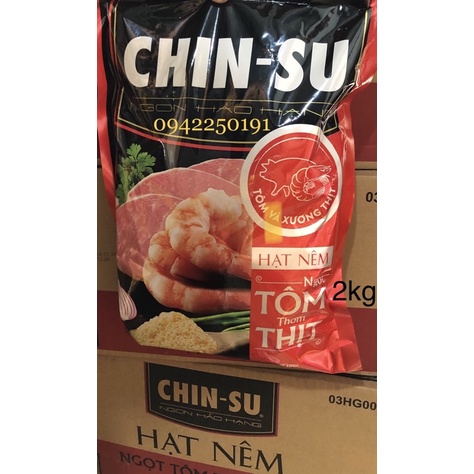 CHIN-SU
NGON HẢO HẠNG
0942250191
TÔM VÀ XƯƠNG THỊT
HẠT NÊM
NGỌT
TÔM
2kg
Thơm
THỊT
03
CHIN-SU
NGON HẢO HẠNG
03HG00
HẠT NÊM
NGỌT TÔM